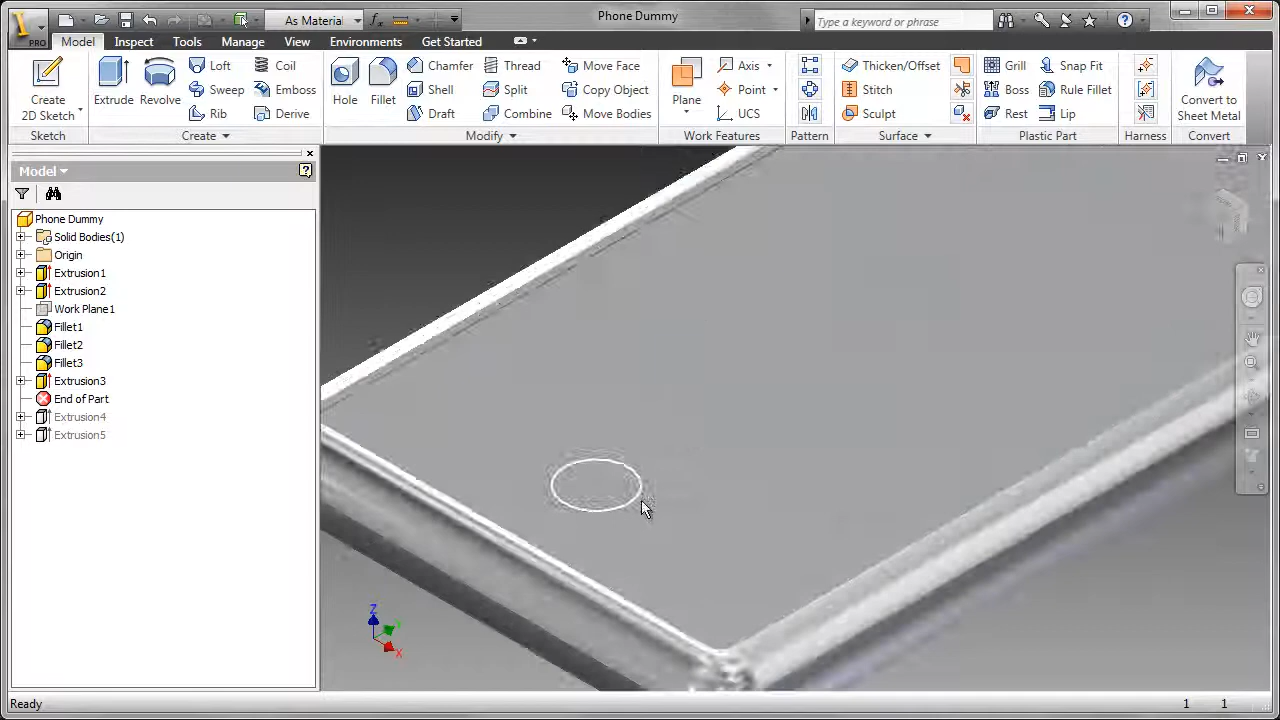 As Material
Phone Dummy
Type a keyword or phrase
PRO
Model Inspect Tools Manage View Environments Get Started
Create 2D Sketch
Extrude
Revolve
Loft
Sweep
Rib
Coil
Emboss
Derive
Hole
Fillet
Chamfer
Shell
Draft
Thread
Split
Combine
Move Face
Copy Object
Move Bodies
Plane
Axis
Point
UCS
Thicken/Offset
Stitch
Sculpt
Grill
Boss
Rest
Snap Fit
Rule Fillet
Lip
Convert to Sheet Metal
Sketch Create Modify Work Features Pattern Surface Plastic Part Harness Convert
Model
Phone Dummy
Solid Bodies(1)
Origin
Extrusion1
Extrusion2
Work Plane1
Fillet1
Fillet2
Fillet3
Extrusion3
End of Part
Extrusion4
Extrusion5
Z
X
Ready
1 1